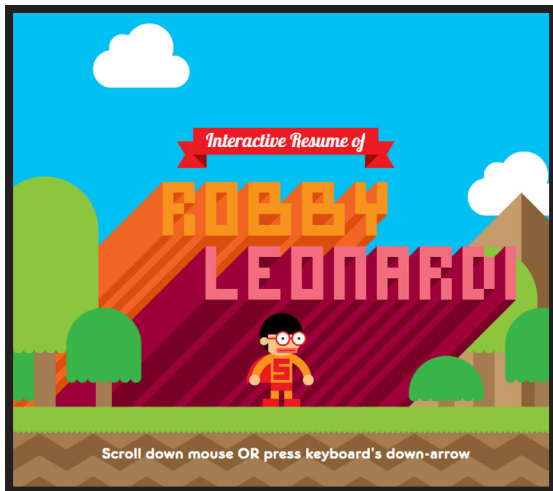 Interactive Resume of
ROBBY
LEONARDI
S
Scroll down mouse OR press keyboard's down-arrow